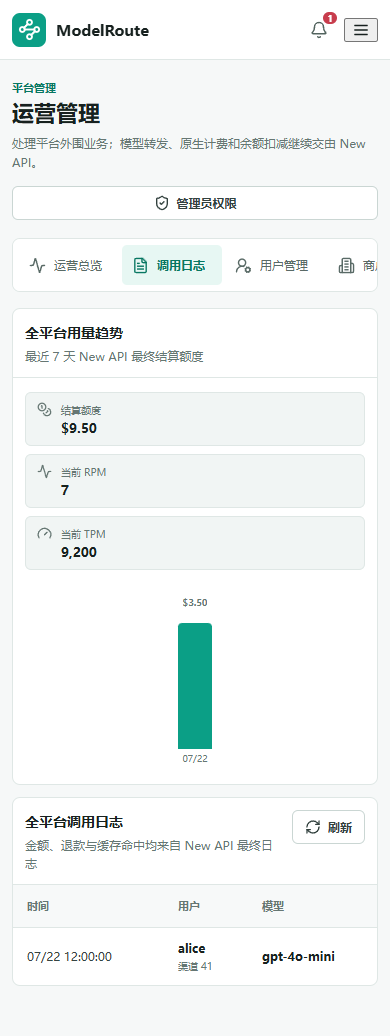 ModelRoute
1
平台管理
运营管理
处理平台外围业务；模型转发、原生计费和余额扣减继续交由 New
API。
管理员权限
运营总览
调用日志
用户管理
商
全平台用量趋势
最近 7 天 New API 最终结算额度
结算额度
$9.50
当前 RPM
7
当前 TPM
9,200
$3.50
07/22
全平台调用日志
金额、退款与缓存命中均来自 New API 最终日
志
刷新
时间
用户
模型
07/22 12:00:00
alice
渠道 41
gpt-4o-mini